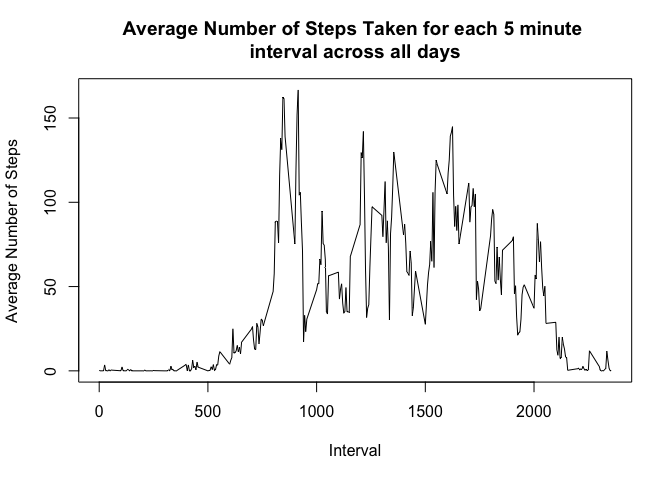 Average Number of Steps Taken for each 5 minute
interval across all days
Average Number of Steps
150
100
50
0
0 500 1000 1500 2000
Interval